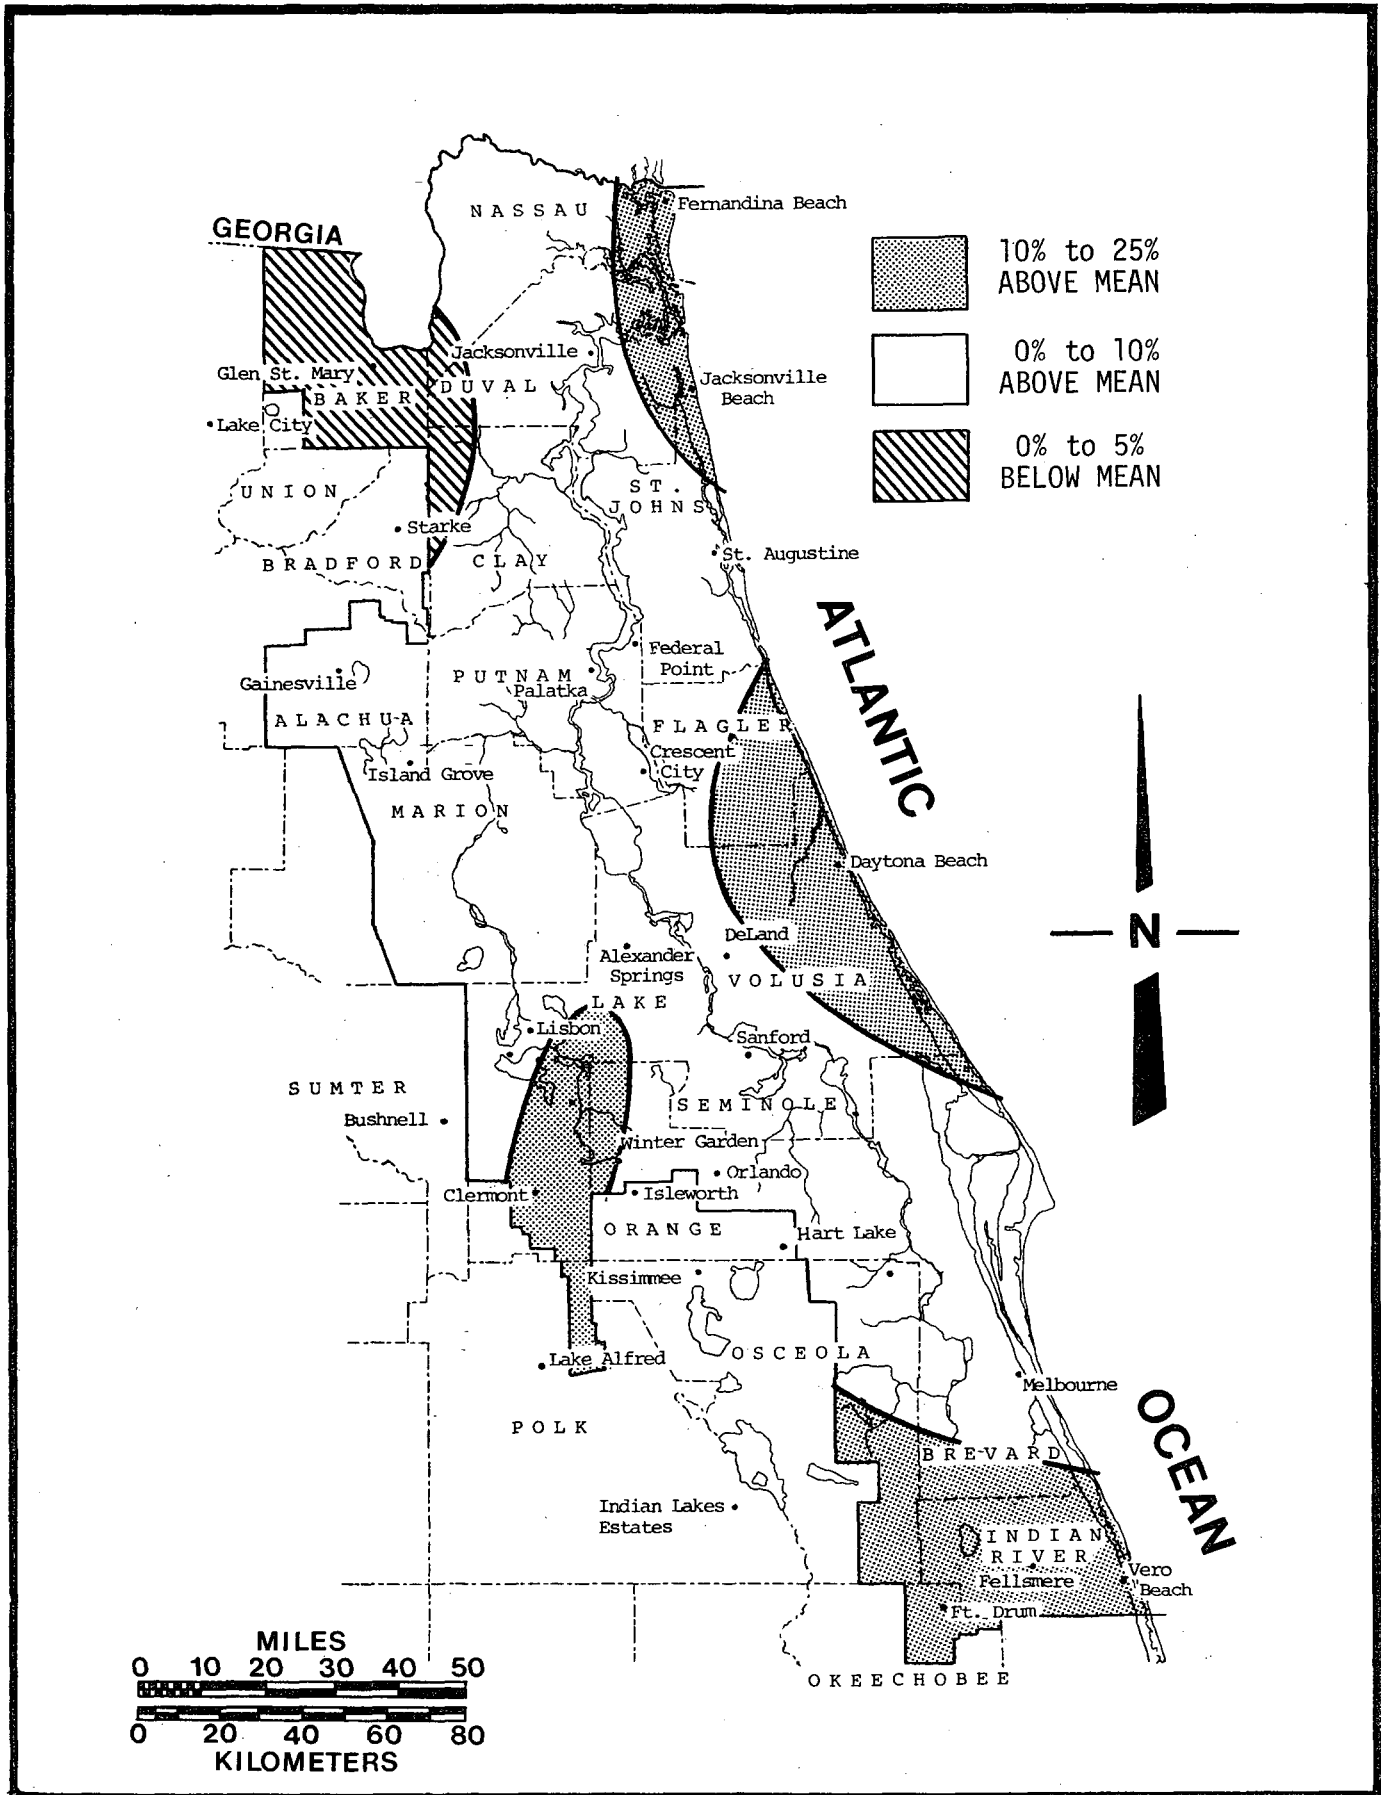 NASSAU
Fernandina Beach
GEORGIA
10% to 25%
ABOVE MEAN
0% to 10%
ABOVE MEAN
0% to 5%
BELOW MEAN
Jacksonville
Glen St. Mary
DUVAL
BAKER
Jacksonville
Beach
Lake City
UNION
ST.
JOHNS
Starke
BRADFORD
CLAY
St. Augustine
ATLANTIC
Federal
Point
Gainesville
PUTNAM
Palatka
ALACHUA
FLAGLER
Crescent
City
Island Grove
MARION
Daytona Beach
N
DeLand
Alexander
Springs
VOLUSIA
LAKE
Lisbon
Sanford
SUMTER
SEMINOLE
Bushnell
Winter Garden
Orlando
Clermont
Isleworth
ORANGE
Hart Lake
Kissimmee
OSCEOLA
Lake Alfred
Melbourne
OCEAN
POLK
BREVARD
Indian Lakes
Estates
INDIAN
RIVER
Fellsmere
Vero
Beach
Ft. Drum
OKEECHOBEE
MILES
0 10 20 30 40 50
0 20 40 60 80
KILOMETERS